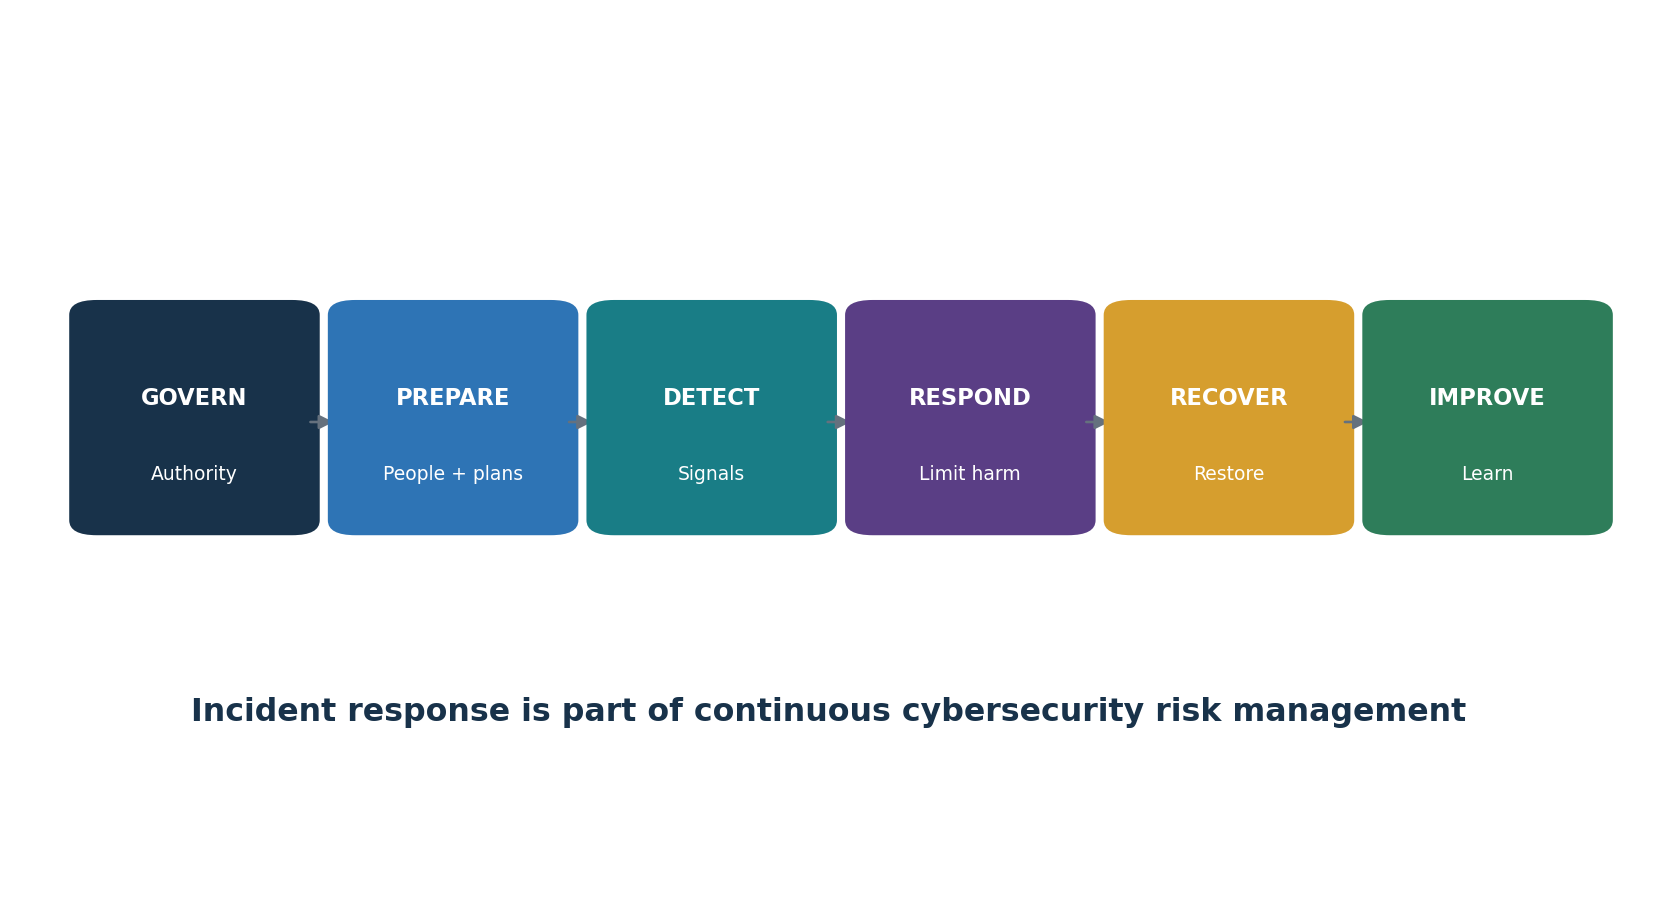 GOVERN
Authority
PREPARE
People + plans
DETECT
Signals
RESPOND
Limit harm
RECOVER
Restore
IMPROVE
Learn
Incident response is part of continuous cybersecurity risk management